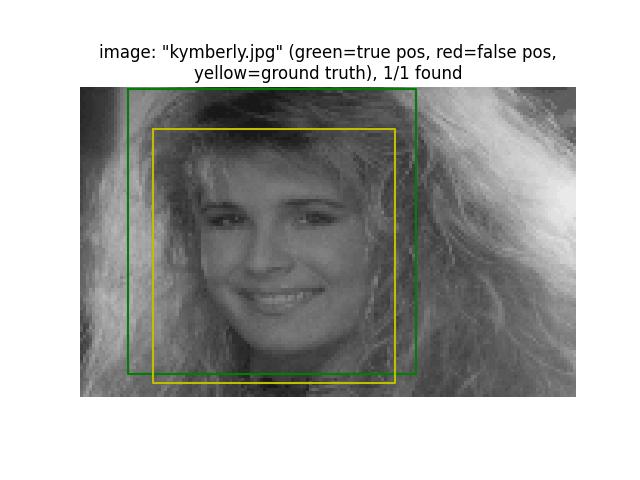 image: "kymberly.jpg" (green=true pos, red=false pos,
yellow=ground truth), 1/1 found